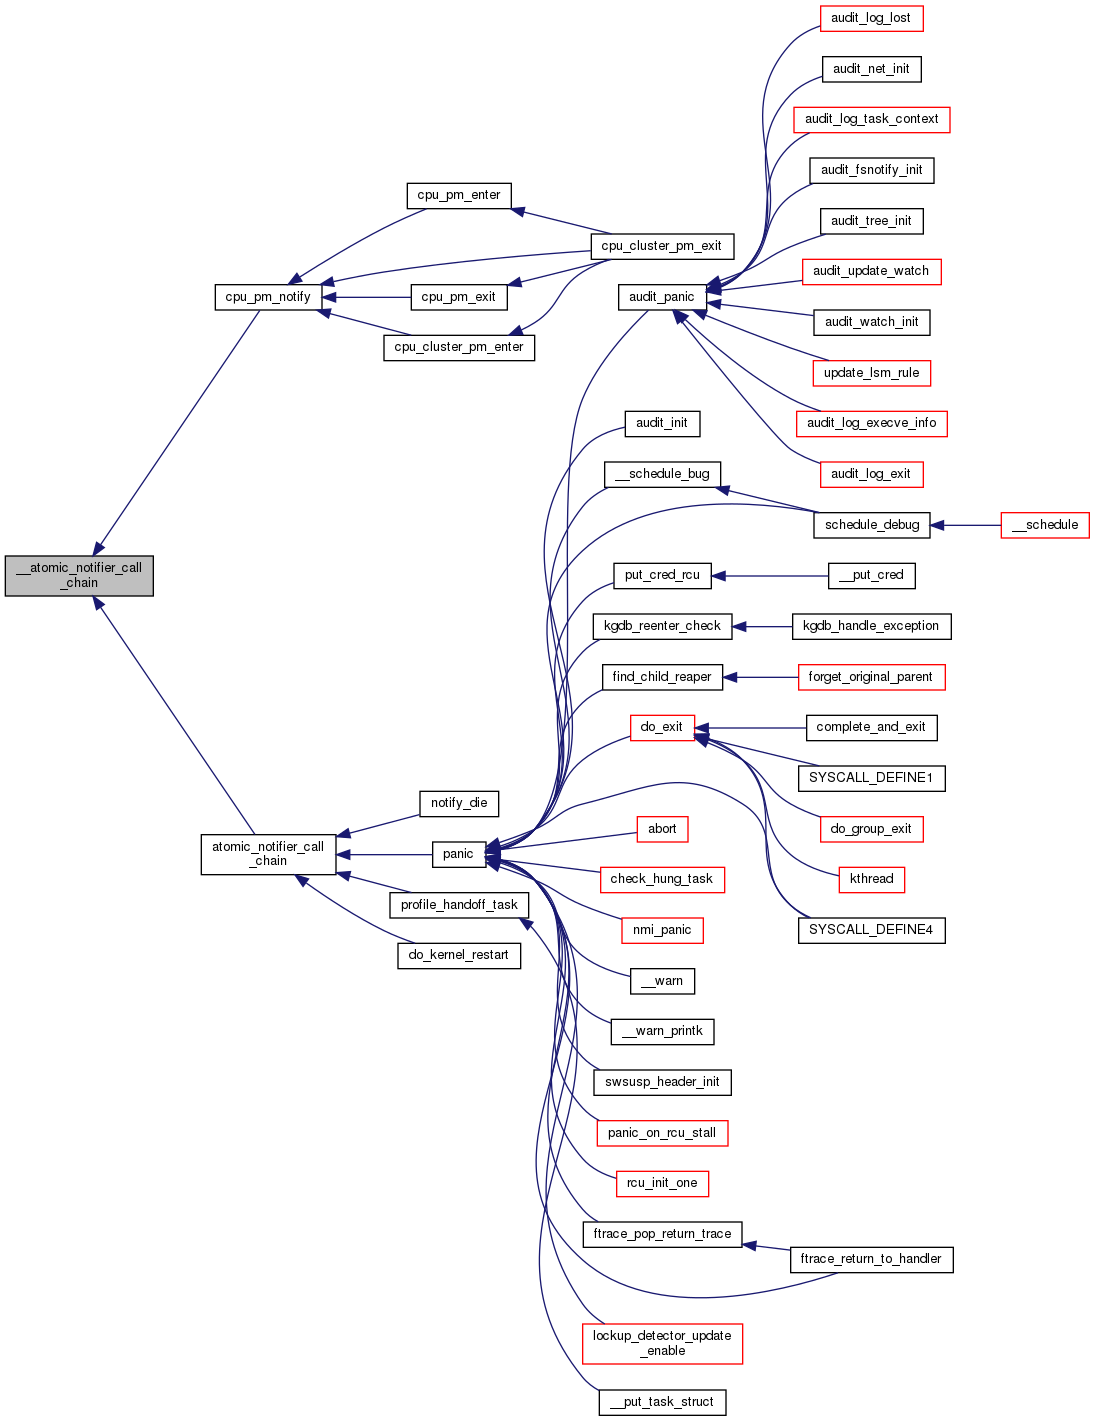 audit_log_lost
audit_net_init
audit_log_task_context
audit_fsnotify_init
cpu_pm_enter
audit_tree_init
cpu_cluster_pm_exit
audit_update_watch
cpu_pm_notify
cpu_pm_exit
audit_panic
audit_watch_init
cpu_cluster_pm_enter
update_lsm_rule
audit_init
audit_log_execve_info
__schedule_bug
audit_log_exit
schedule_debug
__schedule
__atomic_notifier_call
_chain
put_cred_rcu
__put_cred
kgdb_reenter_check
kgdb_handle_exception
find_child_reaper
forget_original_parent
do_exit
complete_and_exit
SYSCALL_DEFINE1
notify_die
abort
do_group_exit
atomic_notifier_call
_chain
panic
check_hung_task
kthread
profile_handoff_task
nmi_panic
SYSCALL_DEFINE4
do_kernel_restart
__warn
__warn_printk
swsusp_header_init
panic_on_rcu_stall
rcu_init_one
ftrace_pop_return_trace
ftrace_return_to_handler
lockup_detector_update
_enable
__put_task_struct